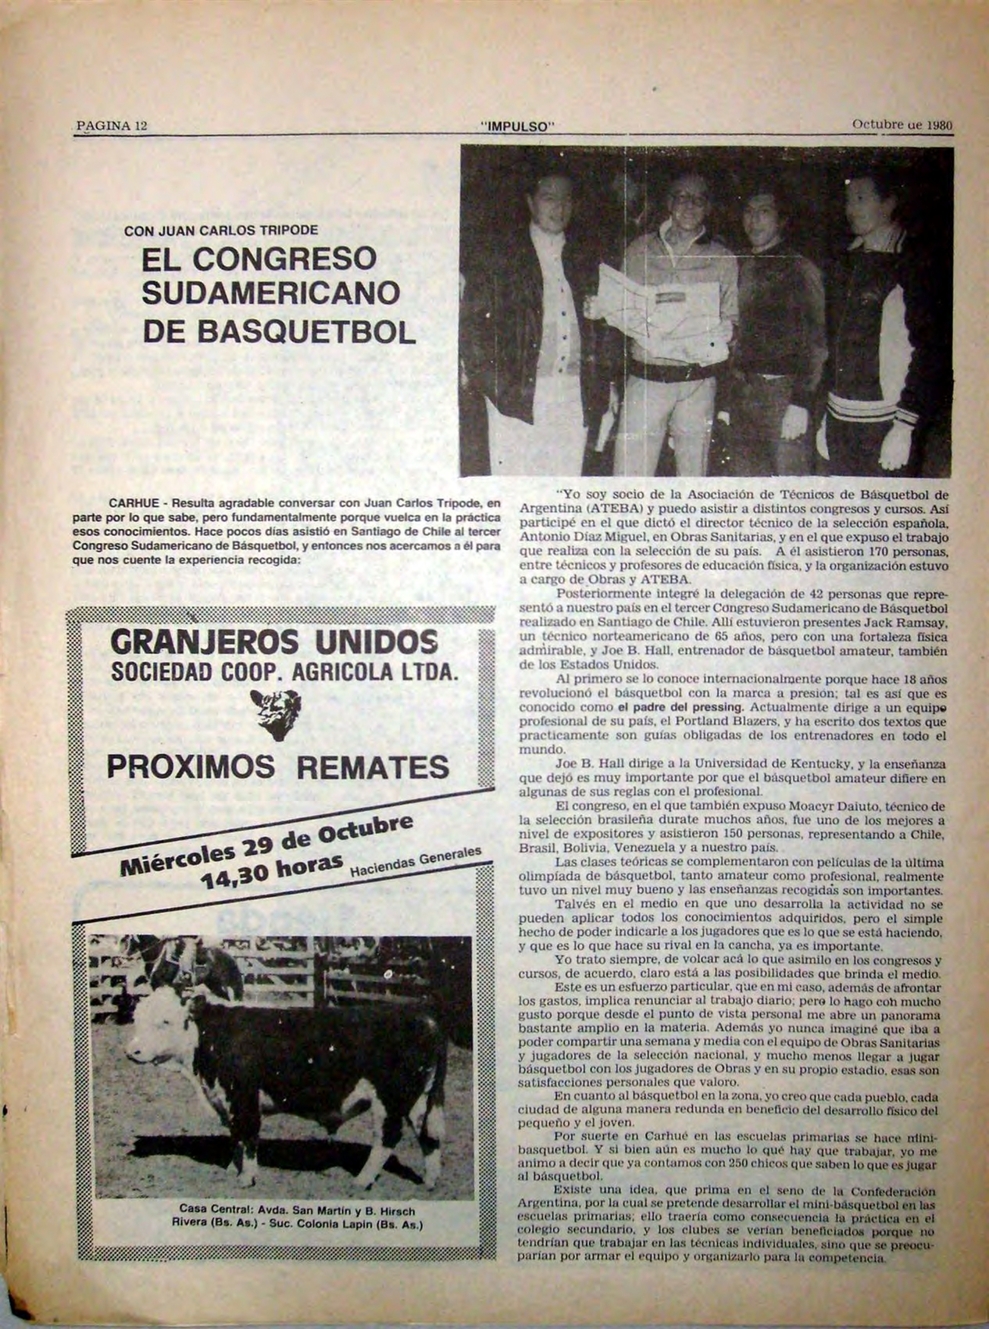 PAGINA 12
"IMPULSO"
Octubre de 1980
CON JUAN CARLOS TRIPODE
EL CONGRESO
SUDAMERICANO
DE BASQUETBOL
CARHUE - Resulta agradable conversar con Juan Carlos Tripode, en
parte por lo que sabe, pero fundamentalmente porque vuelca en la práctica
esos conocimientos. Hace pocos días asistió en Santiago de Chile al tercer
Congreso Sudamericano de Básquetbol, y entonces nos acercamos a él para
que nos cuente la experiencia recogida:
GRANJEROS UNIDOS
SOCIEDAD COOP. AGRICOLA LTDA.
PROXIMOS REMATES
Miércoles 29 de Octubre
14,30 horas Haciendas Generales
Casa Central: Avda. San Martín y B. Hirsch
Rivera (Bs. As.) - Suc. Colonia Lapin (Bs. As.)
"Yo soy socio de la Asociación de Técnicos de Básquetbol de
Argentina (ATEBA) y puedo asistir a distintos congresos y cursos. Así
participé en el que dictó el director técnico de la selección española,
Antonio Díaz Miguel, en Obras Sanitarias, y en el que expuso el trabajo
que realiza con la selección de su país. A él asistieron 170 personas,
entre técnicos y profesores de educación física, y la organización estuvo
a cargo de Obras y ATEBA.
Posteriormente integré la delegación de 42 personas que repre-
sentó a nuestro país en el tercer Congreso Sudamericano de Básquetbol
realizado en Santiago de Chile. Allí estuvieron presentes Jack Ramsay,
un técnico norteamericano de 65 años, pero con una fortaleza física
admirable, y Joe B. Hall, entrenador de básquetbol amateur, también
de los Estados Unidos.
Al primero se lo conoce internacionalmente porque hace 18 años
revolucionó el básquetbol con la marca a presión; tal es así que es
conocido como el padre del pressing. Actualmente dirige a un equipo
profesional de su país, el Portland Blazers, y ha escrito dos textos que
practicamente son guías obligadas de los entrenadores en todo el
mundo.
Joe B. Hall dirige a la Universidad de Kentucky, y la enseñanza
que dejó es muy importante por que el básquetbol amateur difiere en
algunas de sus reglas con el profesional.
El congreso, en el que también expuso Moacyr Daiuto, técnico de
la selección brasileña durate muchos años, fue uno de los mejores a
nivel de expositores y asistieron 150 personas, representando a Chile,
Brasil, Bolivia, Venezuela y a nuestro país.
Las clases teóricas se complementaron con películas de la última
olimpíada de básquetbol, tanto amateur como profesional, realmente
tuvo un nivel muy bueno y las enseñanzas recogidas son importantes.
Talvés en el medio en que uno desarrolla la actividad no se
pueden aplicar todos los conocimientos adquiridos, pero el simple
hecho de poder indicarle a los jugadores que es lo que se está haciendo,
y que es lo que hace su rival en la cancha, ya es importante.
Yo trato siempre, de volcar acá lo que asimilo en los congresos y
cursos, de acuerdo, claro está a las posibilidades que brinda el medio.
Este es un esfuerzo particular, que en mi caso, además de afrontar
los gastos, implica renunciar al trabajo diario; pero lo hago coh mucho
gusto porque desde el punto de vista personal me abre un panorama
bastante amplio en la materia. Además yo nunca imaginé que iba a
poder compartir una semana y media con el equipo de Obras Sanitarias
y jugadores de la selección nacional, y mucho menos llegar a jugar
básquetbol con los jugadores de Obras y en su propio estadio, esas son
satisfacciones personales que valoro.
En cuanto al básquetbol en la zona, yo creo que cada pueblo, cada
ciudad de alguna manera redunda en beneficio del desarrollo físico del
pequeño y el joven.
Por suerte en Carhué en las escuelas primarias se hace mini-
basquetbol. Y si bien aún es mucho lo qué hay que trabajar, yo me
animo a decir que ya contamos con 250 chicos que saben lo que es jugar
al básquetbol.
Existe una idea, que prima en el seno de la Confederación
Argentina, por la cual se pretende desarrollar el mini-básquetbol en las
escuelas primarias; ello traería como consecuencia la práctica en el
colegio secundario, y los clubes se verían beneficiados porque no
tendrían que trabajar en las técnicas individuales, sino que se preocu-
parían por armar el equipo y organizarlo para la competencia.